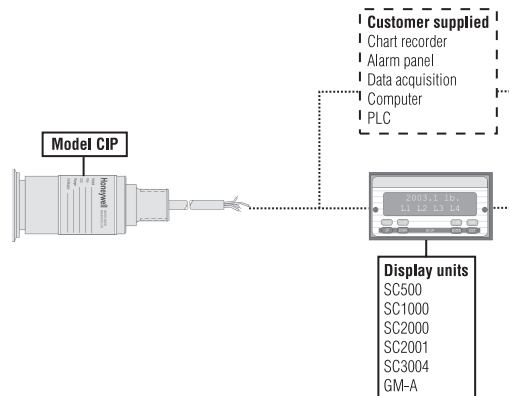 Customer supplied
Chart recorder
Alarm panel
Data acquisition
Computer
PLC
Model CIP
Honeywell
2003.1 lb.
L1 L2 L3 L4
Display units
SC500
SC1000
SC2000
SC2001
SC3004
GM-A